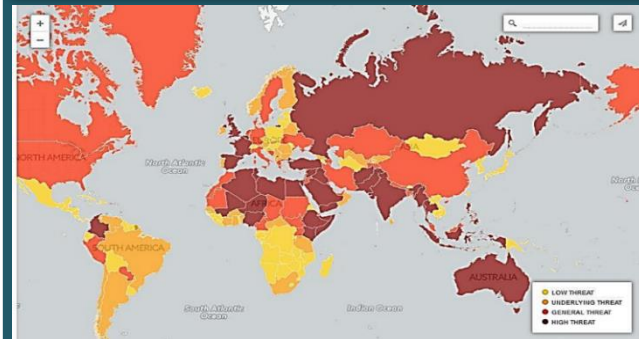 +
−
NORTH AMERICA
North Atlantic
Ocean
ASIA
AFRICA
SOUTH AMERICA
AUSTRALIA
South Atlantic
Ocean
Indian Ocean
LOW THREAT
UNDERLYING THREAT
GENERAL THREAT
HIGH THREAT